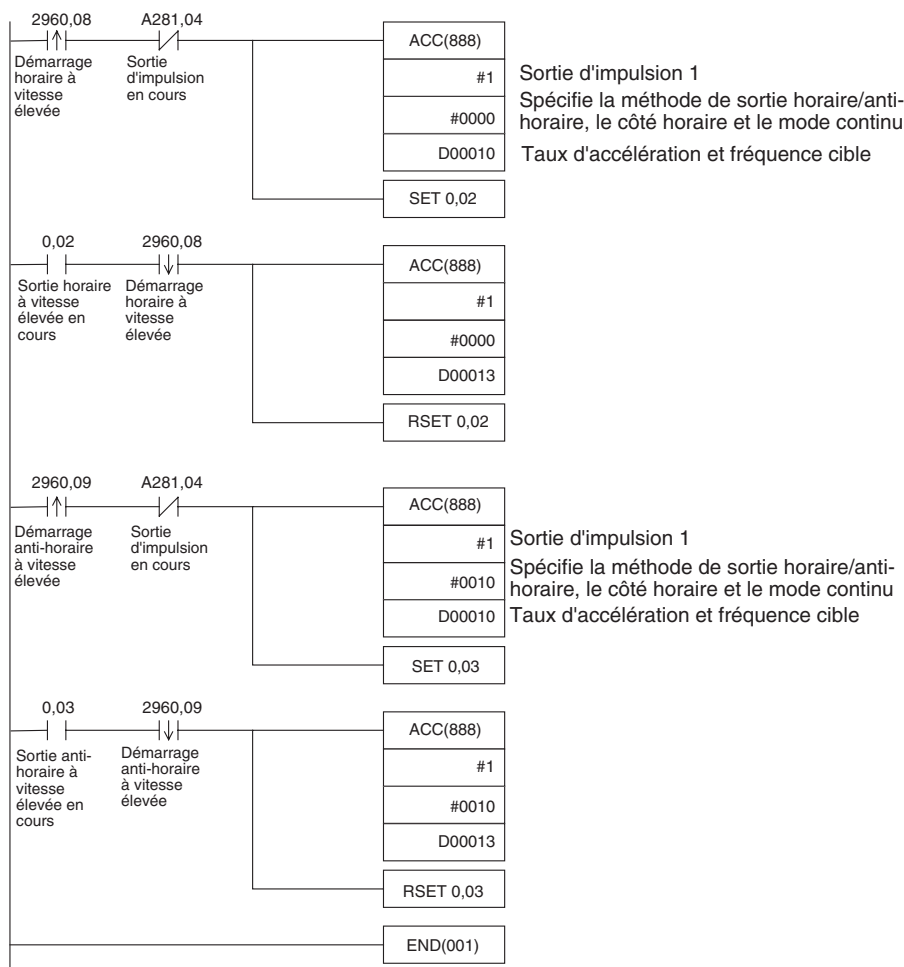 2960,08 A281,04
Démarrage
horaire à
vitesse
élevée
Sortie
d'impulsion
en cours
ACC(888)
#1
#0000
D00010
SET 0,02
Sortie d'impulsion 1
Spécifie la méthode de sortie horaire/anti-
horaire, le côté horaire et le mode continu
Taux d'accélération et fréquence cible
0,02 2960,08
Sortie horaire
à vitesse
élevée en
cours
Démarrage
horaire à
vitesse
élevée
ACC(888)
#1
#0000
D00013
RSET 0,02
2960,09 A281,04
Démarrage
anti-horaire
à vitesse
élevée
Sortie
d'impulsion
en cours
ACC(888)
#1
#0010
D00010
SET 0,03
Sortie d'impulsion 1
Spécifie la méthode de sortie horaire/anti-
horaire, le côté horaire et le mode continu
Taux d'accélération et fréquence cible
0,03 2960,09
Sortie anti-
horaire à
vitesse
élevée en
cours
Démarrage
anti-horaire
à vitesse
élevée
ACC(888)
#1
#0010
D00013
RSET 0,03
END(001)